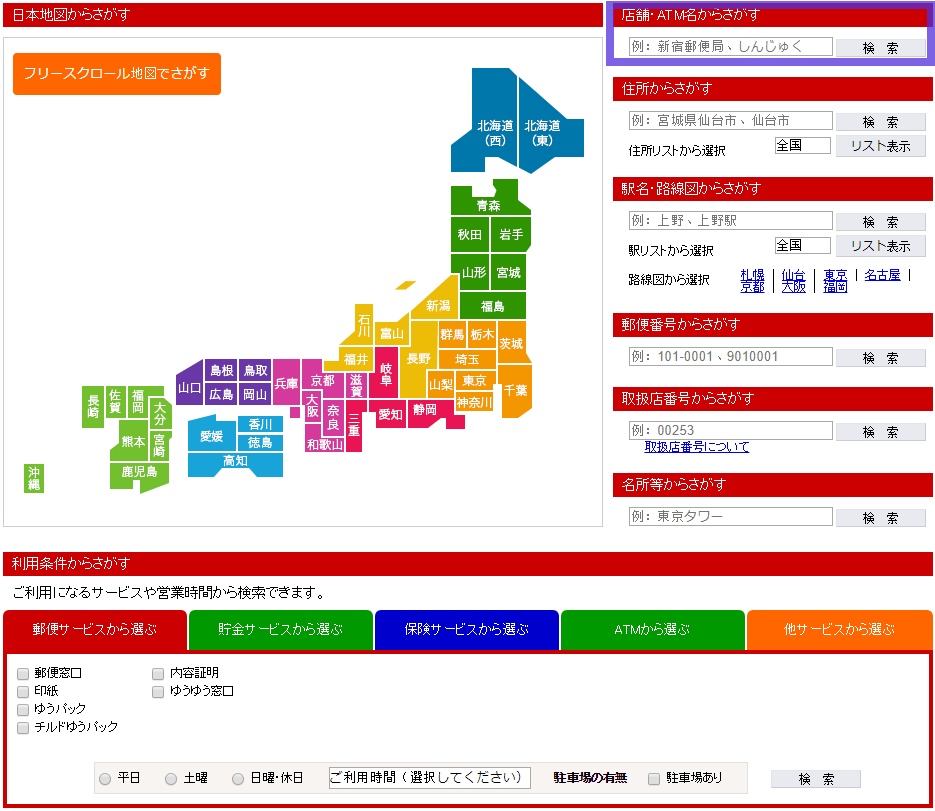 日本地図からさがす
フリースクロール地図でさがす
北海道
（西）
北海道
（東）
青森
秋田
岩手
山形
宮城
新潟
福島
石川
富山
福井
長野
群馬
栃木
茨城
埼玉
山梨
東京
神奈川
千葉
岐阜
静岡
愛知
三重
滋賀
京都
兵庫
大阪
奈良
和歌山
島根
鳥取
山口
広島
岡山
香川
愛媛
徳島
高知
長崎
佐賀
福岡
大分
熊本
宮崎
鹿児島
沖縄
店舗・ATM名からさがす
例：新宿郵便局、しんじゅく
検　索
住所からさがす
例：宮城県仙台市、仙台市
検　索
住所リストから選択
全国
リスト表示
駅名・路線図からさがす
例：上野、上野駅
検　索
駅リストから選択
全国
リスト表示
路線図から選択
札幌 | 仙台 | 東京 | 名古屋 |
京都 | 大阪 | 福岡
郵便番号からさがす
例：101-0001、9010001
検　索
取扱店番号からさがす
例：00253
検　索
取扱店番号について
名所等からさがす
例：東京タワー
検　索
利用条件からさがす
ご利用になるサービスや営業時間から検索できます。
郵便サービスから選ぶ
貯金サービスから選ぶ
保険サービスから選ぶ
ATMから選ぶ
他サービスから選ぶ
郵便窓口
内容証明
印紙
ゆうゆう窓口
ゆうパック
チルドゆうパック
平日
土曜
日曜・休日
ご利用時間（選択してください）
駐車場の有無
駐車場あり
検　索